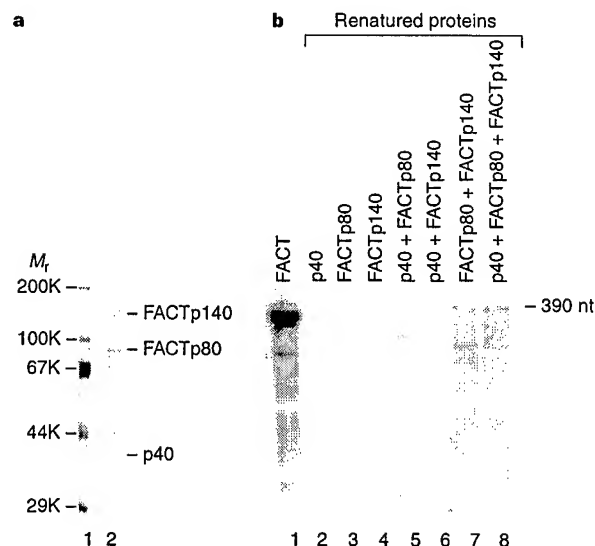 a
b
Renatured proteins
FACT
p40
FACTp80
FACTp140
p40 + FACTp80
p40 + FACTp140
FACTp80 + FACTp140
p40 + FACTp80 + FACTp140
Mr
200K
100K
67K
44K
29K
FACTp140
FACTp80
p40
390 nt
1 2
1 2 3 4 5 6 7 8